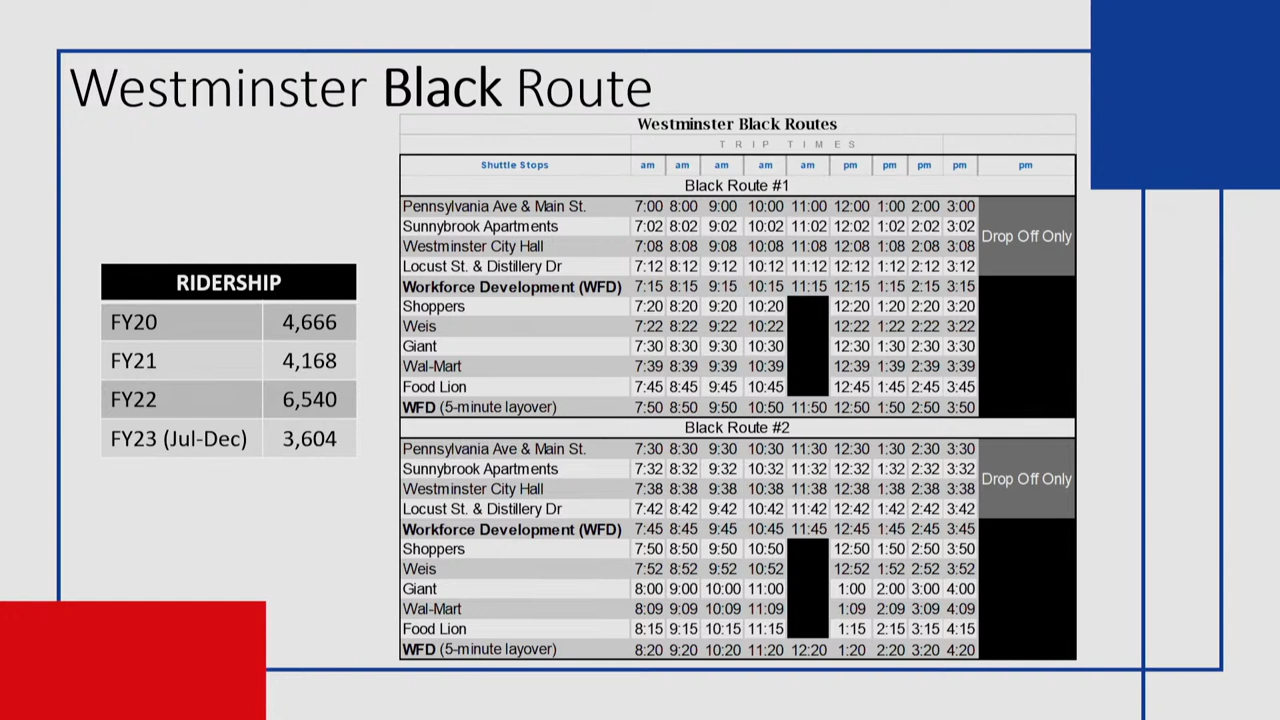 Westminster Black Route
RIDERSHIP
FY20 4,666
FY21 4,168
FY22 6,540
FY23 (Jul-Dec) 3,604
Westminster Black Routes
TRIP TIMES
Shuttle Stops am am am am am pm pm pm pm pm
Black Route #1
Pennsylvania Ave & Main St. 7:00 8:00 9:00 10:00 11:00 12:00 1:00 2:00 3:00
Sunnybrook Apartments 7:02 8:02 9:02 10:02 11:02 12:02 1:02 2:02 3:02
Drop Off Only
Westminster City Hall 7:08 8:08 9:08 10:08 11:08 12:08 1:08 2:08 3:08
Locust St. & Distillery Dr 7:12 8:12 9:12 10:12 11:12 12:12 1:12 2:12 3:12
Workforce Development (WFD) 7:15 8:15 9:15 10:15 11:15 12:15 1:15 2:15 3:15
Shoppers 7:20 8:20 9:20 10:20 12:20 1:20 2:20 3:20
Weis 7:22 8:22 9:22 10:22 12:22 1:22 2:22 3:22
Giant 7:30 8:30 9:30 10:30 12:30 1:30 2:30 3:30
Wal-Mart 7:39 8:39 9:39 10:39 12:39 1:39 2:39 3:39
Food Lion 7:45 8:45 9:45 10:45 12:45 1:45 2:45 3:45
WFD (5-minute layover) 7:50 8:50 9:50 10:50 11:50 12:50 1:50 2:50 3:50
Black Route #2
Pennsylvania Ave & Main St. 7:30 8:30 9:30 10:30 11:30 12:30 1:30 2:30 3:30
Sunnybrook Apartments 7:32 8:32 9:32 10:32 11:32 12:32 1:32 2:32 3:32
Drop Off Only
Westminster City Hall 7:38 8:38 9:38 10:38 11:38 12:38 1:38 2:38 3:38
Locust St. & Distillery Dr 7:42 8:42 9:42 10:42 11:42 12:42 1:42 2:42 3:42
Workforce Development (WFD) 7:45 8:45 9:45 10:45 11:45 12:45 1:45 2:45 3:45
Shoppers 7:50 8:50 9:50 10:50 12:50 1:50 2:50 3:50
Weis 7:52 8:52 9:52 10:52 12:52 1:52 2:52 3:52
Giant 8:00 9:00 10:00 11:00 1:00 2:00 3:00 4:00
Wal-Mart 8:09 9:09 10:09 11:09 1:09 2:09 3:09 4:09
Food Lion 8:15 9:15 10:15 11:15 1:15 2:15 3:15 4:15
WFD (5-minute layover) 8:20 9:20 10:20 11:20 12:20 1:20 2:20 3:20 4:20